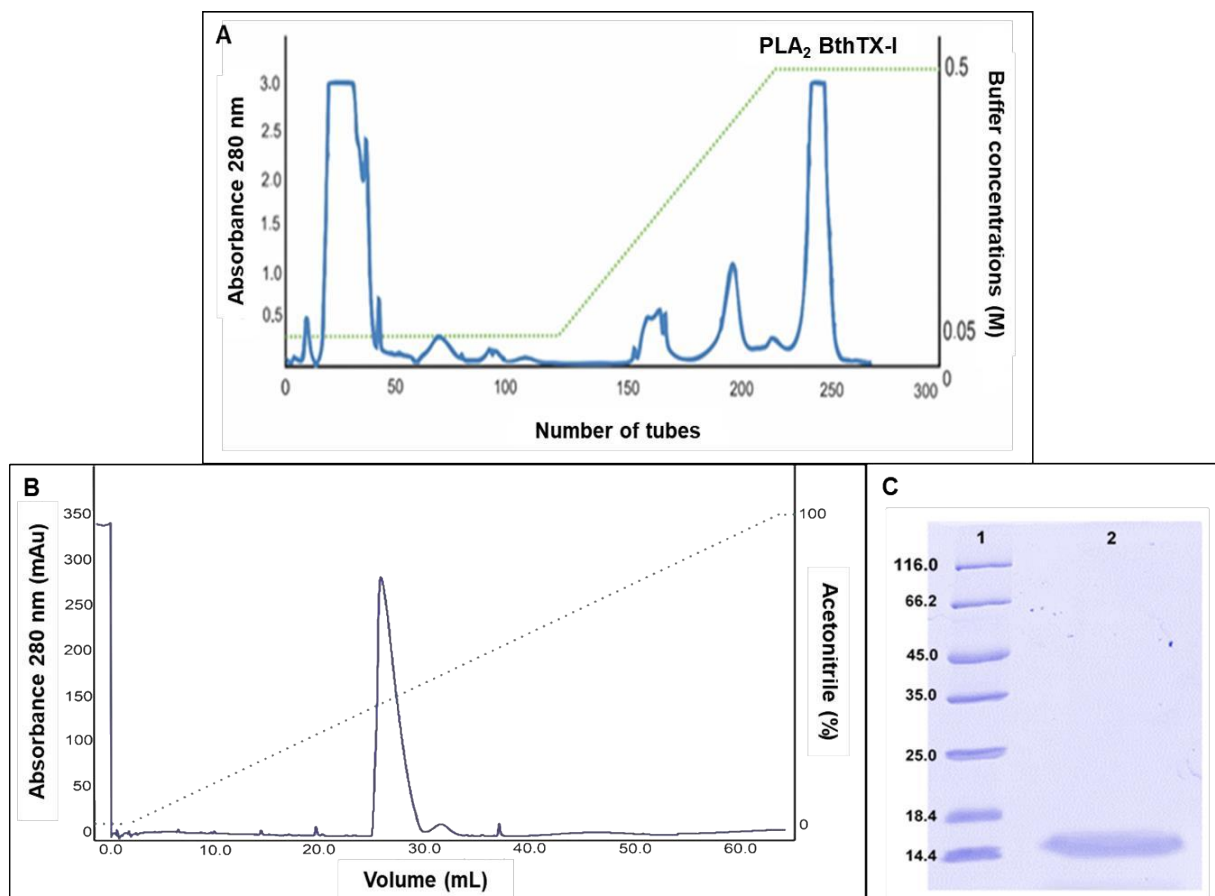 A
PLA₂ BthTX-I
Absorbance 280 nm
3.0
2.5
2.0
1.5
1.0
0.5
0.5
0.05
0
Buffer concentrations (M)
0 50 100 150 200 250 300
Number of tubes
B
Absorbance 280 nm (mAu)
350
300
250
200
150
100
50
0
100
0
Acetonitrile (%)
0.0 10.0 20.0 30.0 40.0 50.0 60.0
Volume (mL)
C
1 2
116.0
66.2
45.0
35.0
25.0
18.4
14.4